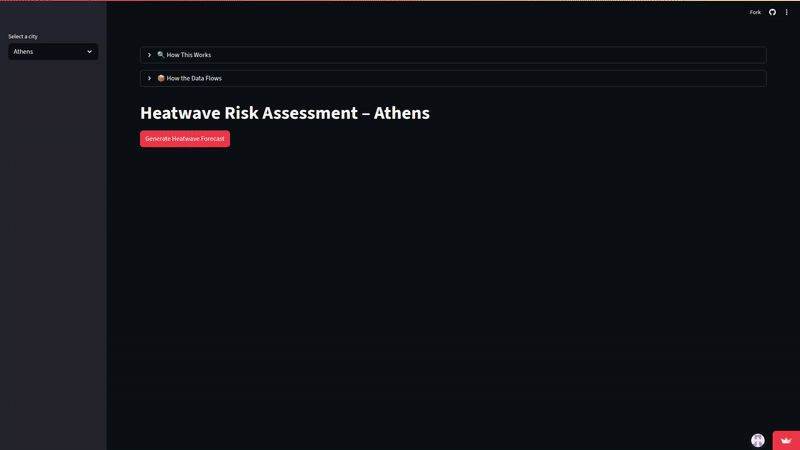 Fork
Select a city
Athens
🔍 How This Works
📦 How the Data Flows
Heatwave Risk Assessment – Athens
Generate Heatwave Forecast